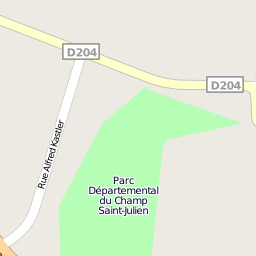 D204
D204
Rue Alfred Kastler
Parc
Départemental
du Champ
Saint-Julien